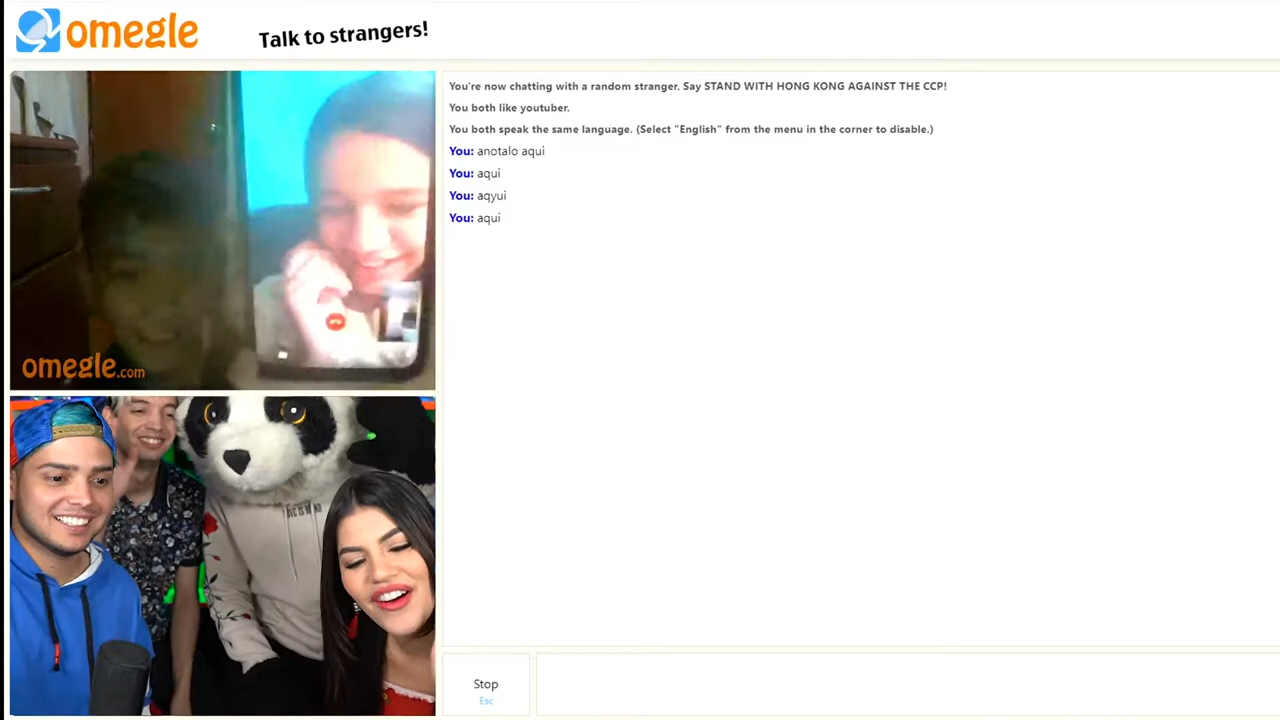 omegle
Talk to strangers!
You're now chatting with a random stranger. Say STAND WITH HONG KONG AGAINST THE CCP!
You both like youtuber.
You both speak the same language. (Select "English" from the menu in the corner to disable.)
You: anotalo aqui
You: aqui
You: aqyui
You: aqui
omegle.com
Stop
Esc